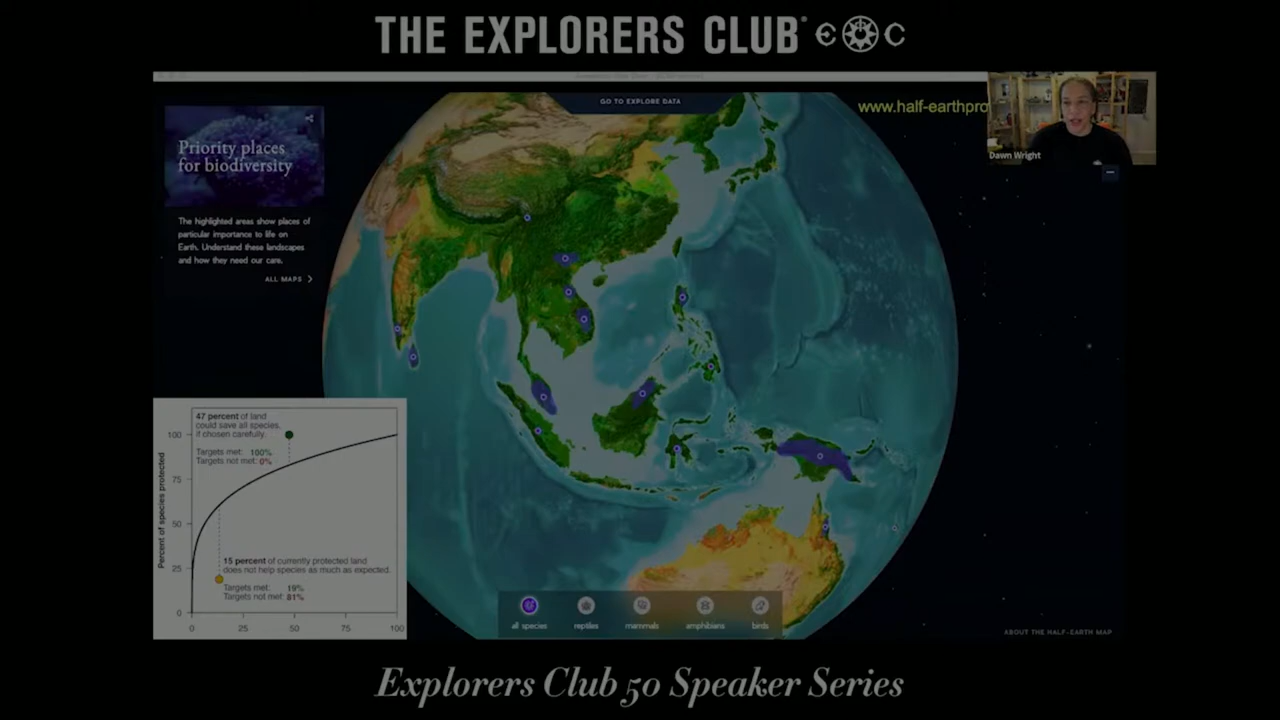 THE EXPLORERS CLUB
GO TO EXPLORE DATA
www.half-earthpro
Dawn Wright
Priority places
for biodiversity
The highlighted areas show places of
particular importance to life on
Earth. Understand these landscapes
and how they need our care.
ALL MAPS
47 percent of land
could save all species,
if chosen carefully.
Targets met: 100%
Targets not met: 0%
100
75
50
25
0
Percent of species protected
15 percent of currently protected land
does not help species as much as expected.
Targets met: 19%
Targets not met: 81%
0 25 50 75 100
all species reptiles mammals amphibians birds
ABOUT THE HALF-EARTH MAP
Explorers Club 50 Speaker Series